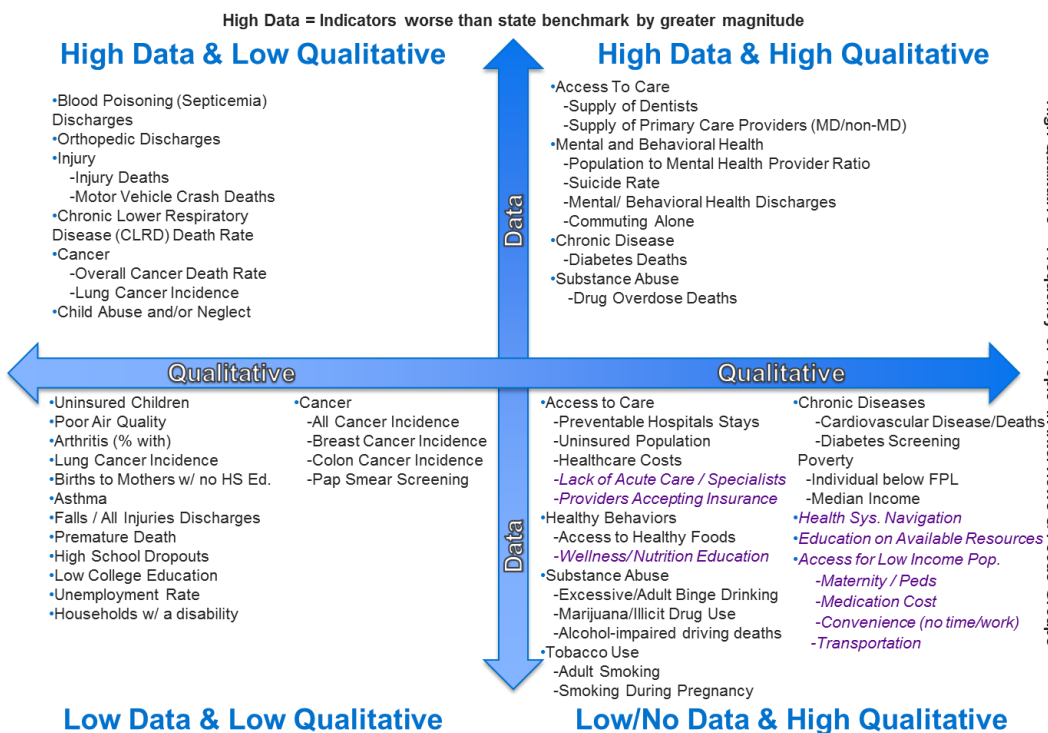 High Data = Indicators worse than state benchmark by greater magnitude
High Data & Low Qualitative
•Blood Poisoning (Septicemia)
Discharges
•Orthopedic Discharges
•Injury
-Injury Deaths
-Motor Vehicle Crash Deaths
•Chronic Lower Respiratory
Disease (CLRD) Death Rate
•Cancer
-Overall Cancer Death Rate
-Lung Cancer Incidence
•Child Abuse and/or Neglect
High Data & High Qualitative
•Access To Care
-Supply of Dentists
-Supply of Primary Care Providers (MD/non-MD)
•Mental and Behavioral Health
-Population to Mental Health Provider Ratio
-Suicide Rate
-Mental/ Behavioral Health Discharges
-Commuting Alone
•Chronic Disease
-Diabetes Deaths
•Substance Abuse
-Drug Overdose Deaths
Data
Qualitative
Qualitative
Data
•Uninsured Children
•Poor Air Quality
•Arthritis (% with)
•Lung Cancer Incidence
•Births to Mothers w/ no HS Ed.
•Asthma
•Falls / All Injuries Discharges
•Premature Death
•High School Dropouts
•Low College Education
•Unemployment Rate
•Households w/ a disability
•Cancer
-All Cancer Incidence
-Breast Cancer Incidence
-Colon Cancer Incidence
-Pap Smear Screening
Low Data & Low Qualitative
•Access to Care
-Preventable Hospitals Stays
-Uninsured Population
-Healthcare Costs
-Lack of Acute Care / Specialists
-Providers Accepting Insurance
•Healthy Behaviors
-Access to Healthy Foods
-Wellness/Nutrition Education
•Substance Abuse
-Excessive/Adult Binge Drinking
-Marijuana/Illicit Drug Use
-Alcohol-impaired driving deaths
•Tobacco Use
-Adult Smoking
-Smoking During Pregnancy
•Chronic Diseases
-Cardiovascular Disease/Deaths
-Diabetes Screening
Poverty
-Individual below FPL
-Median Income
•Health Sys. Navigation
•Education on Available Resources
•Access for Low Income Pop.
-Maternity / Peds
-Medication Cost
-Convenience (no time/work)
-Transportation
Low/No Data & High Qualitative